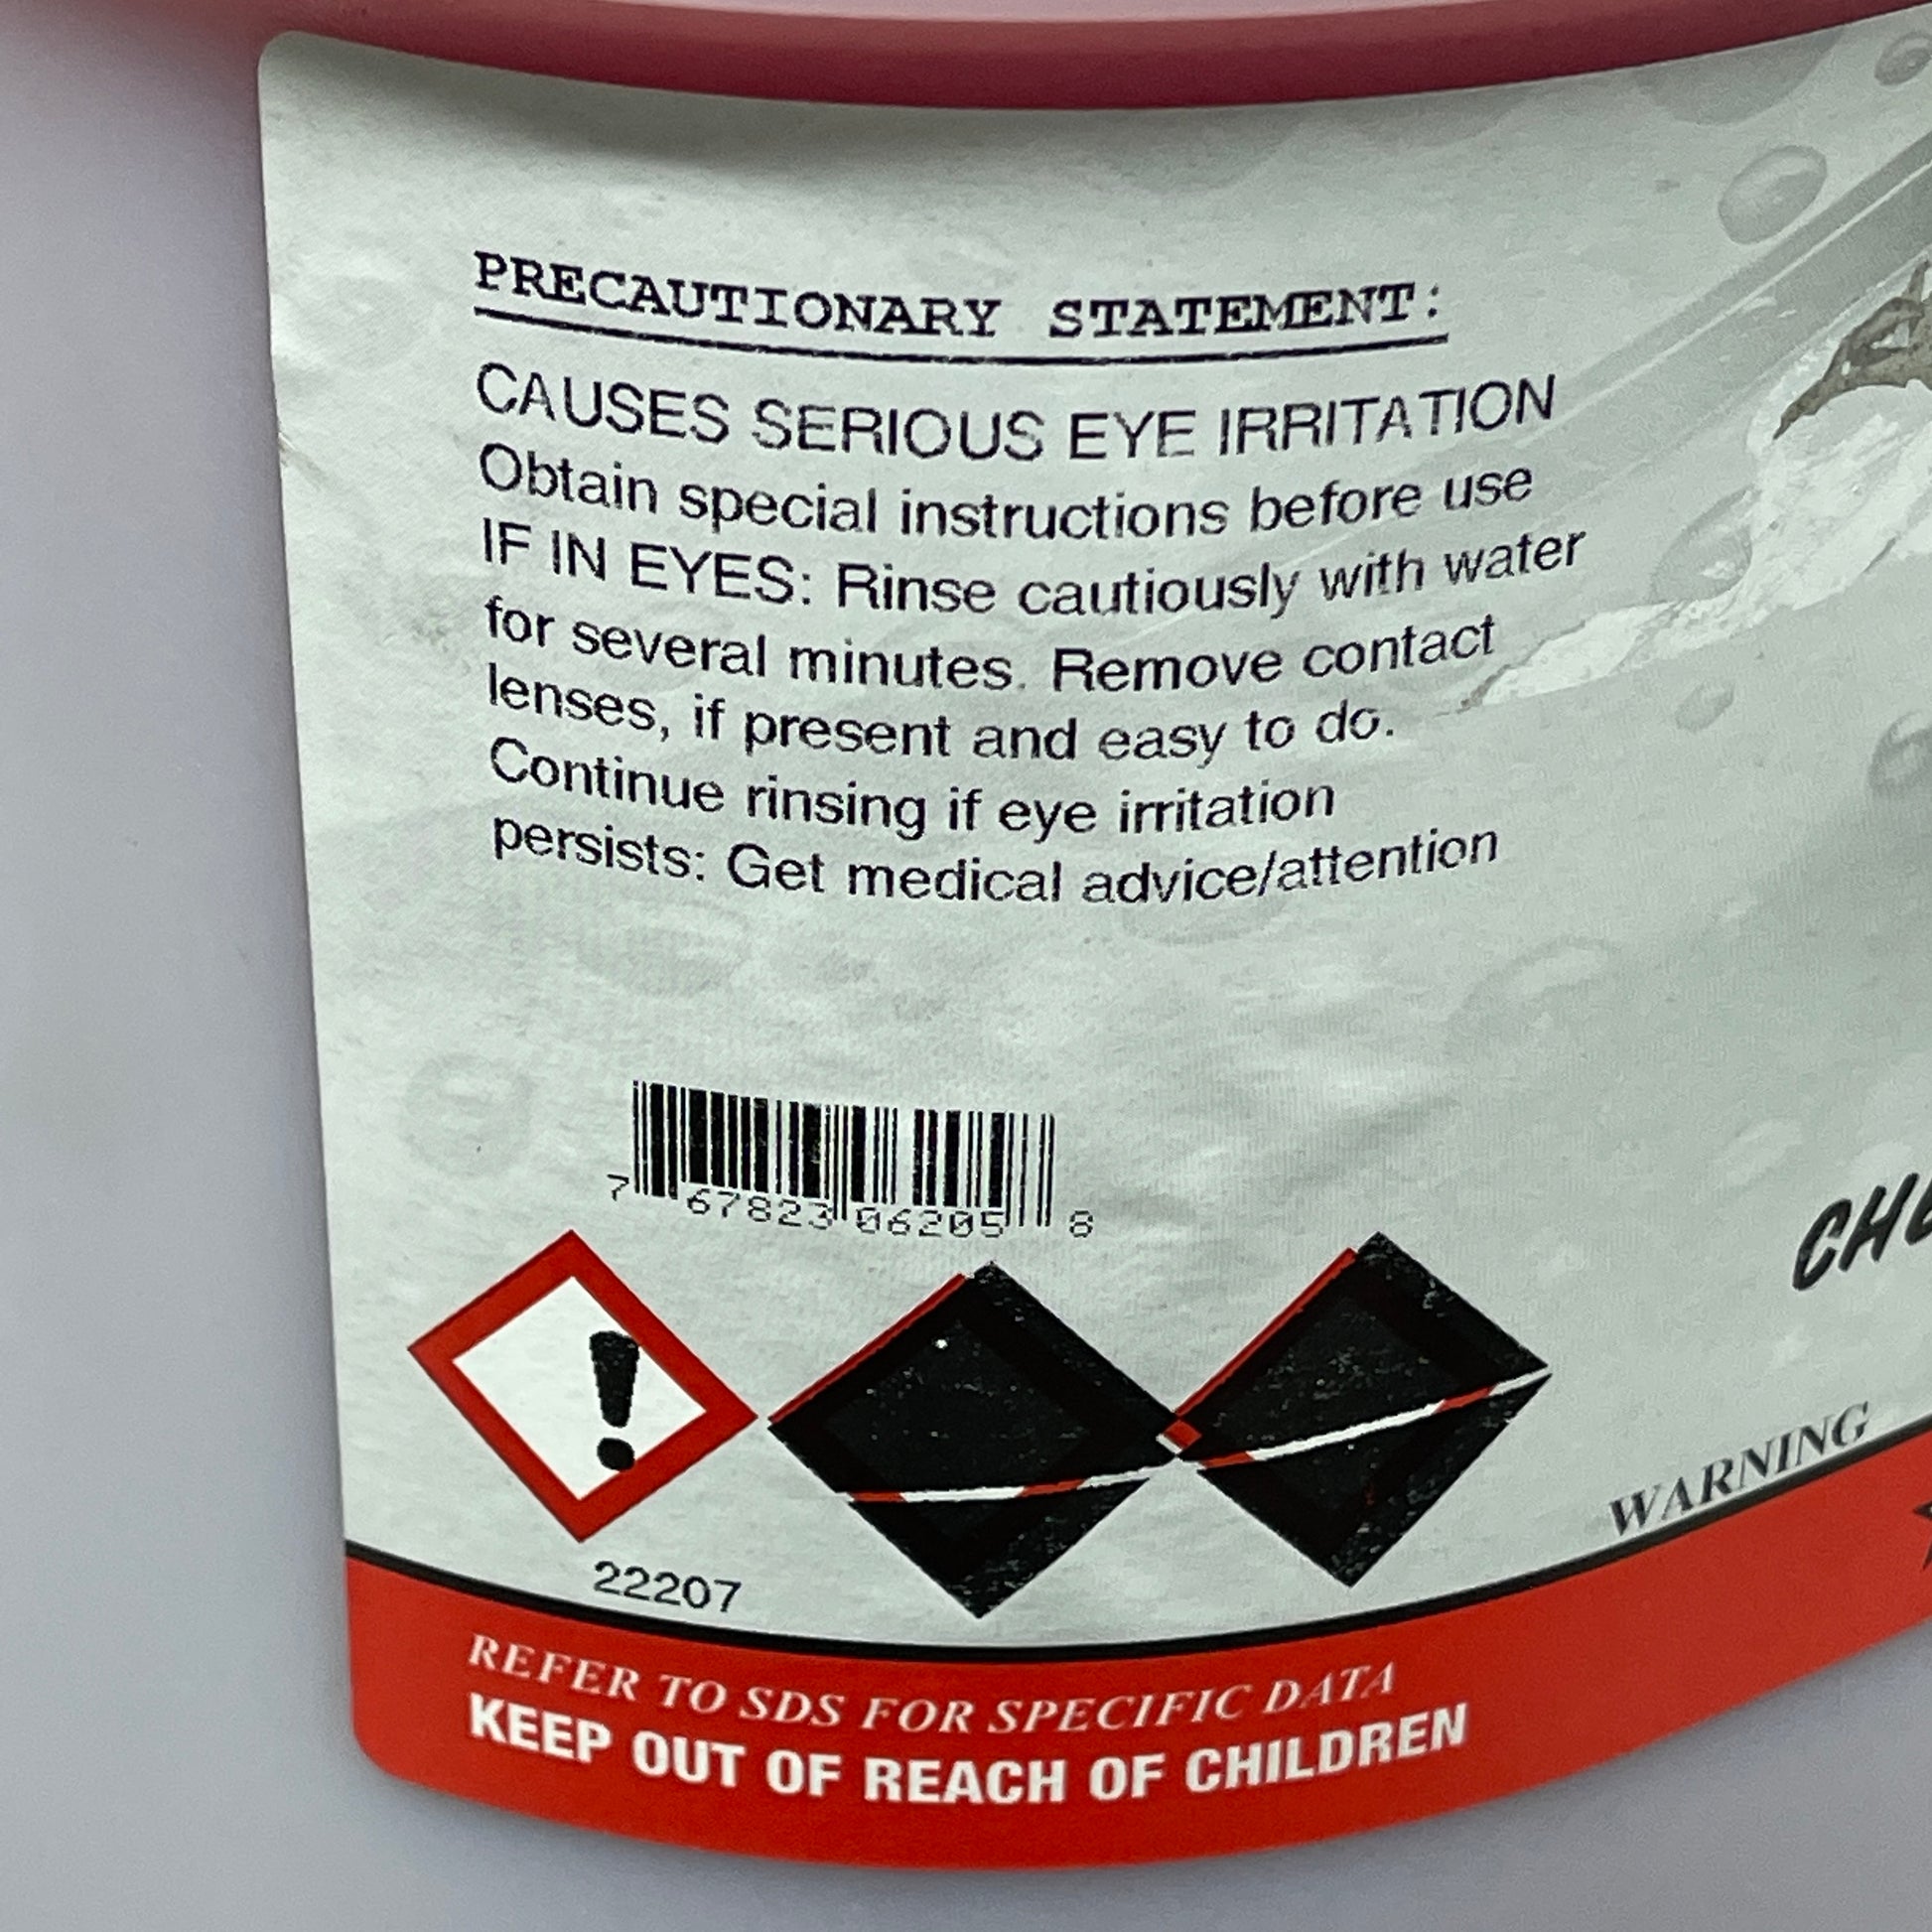 PRECAUTIONARY STATEMENT:
CAUSES SERIOUS EYE IRRITATION
Obtain special instructions before use
IF IN EYES: Rinse cautiously with water
for several minutes. Remove contact
lenses, if present and easy to do.
Continue rinsing if eye irritation
persists: Get medical advice/attention
7 67823 06205 8
22207
WARNING
REFER TO SDS FOR SPECIFIC DATA
KEEP OUT OF REACH OF CHILDREN